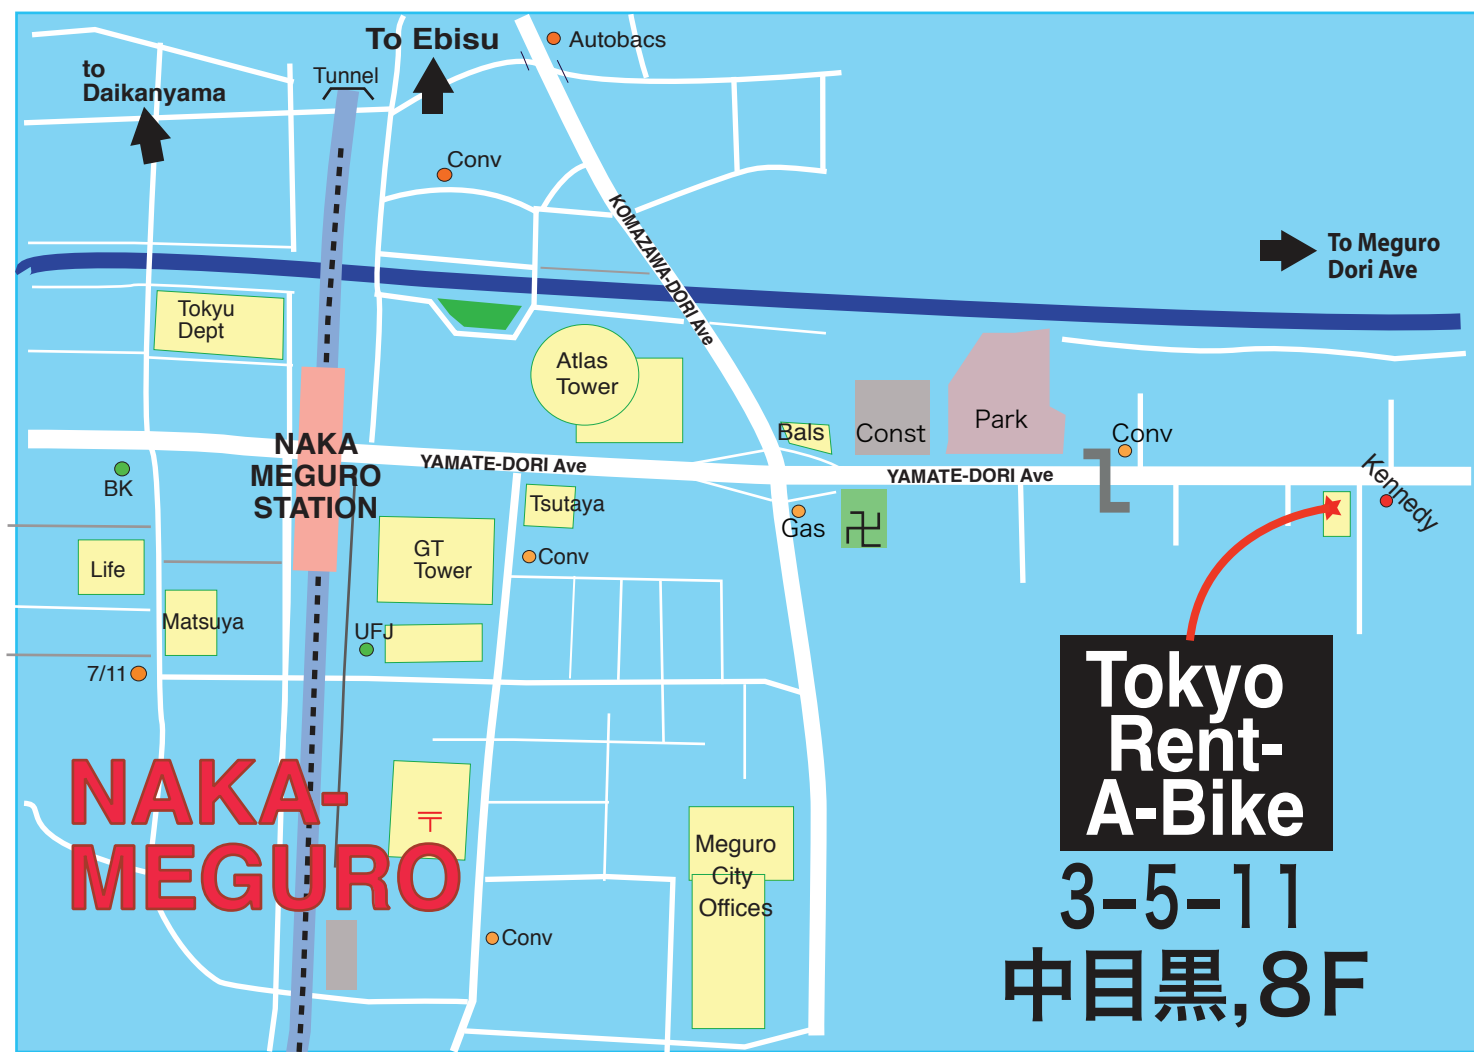 To Ebisu
Autobacs
to
Daikanyama
Tunnel
Conv
KOMAZAWA-DORI Ave
To Meguro
Dori Ave
Tokyu
Dept
Atlas
Tower
Bals
Const
Park
Conv
Kennedy
NAKA
MEGURO
STATION
YAMATE-DORI Ave
YAMATE-DORI Ave
BK
Tsutaya
Gas
卍
GT
Tower
Conv
Life
Matsuya
UFJ
7/11
NAKA-
MEGURO
〒
Meguro
City
Offices
Conv
Tokyo
Rent-
A-Bike
3-5-11
中目黒,8F